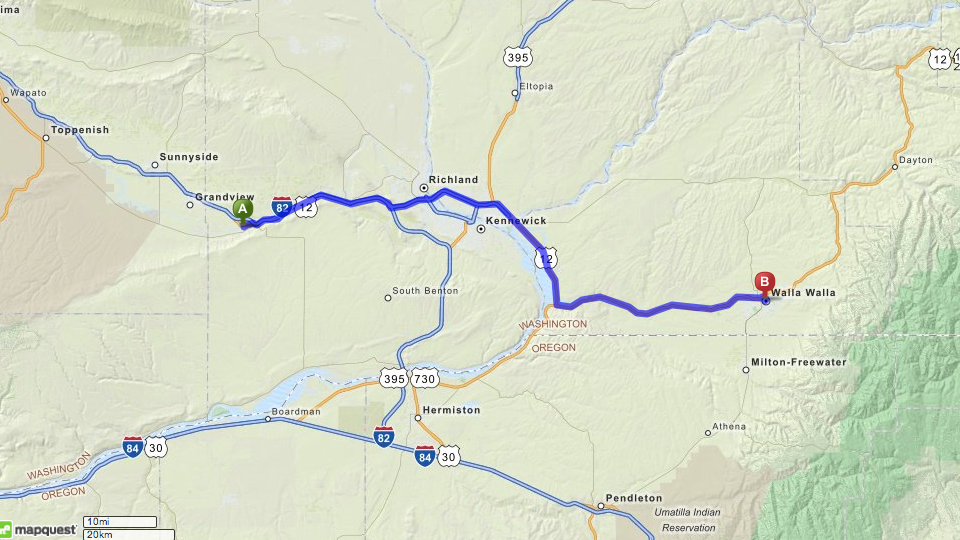 ima
395
12
1
2
Wapato
Eltopia
Toppenish
Sunnyside
Dayton
Richland
Grandview
A
82
12
Kennewick
12
B
South Benton
Walla Walla
WASHINGTON
OREGON
Milton-Freewater
395
730
Boardman
Hermiston
Athena
82
84
30
84
30
WASHINGTON
OREGON
Pendleton
Umatilla Indian
Reservation
mapquest
10mi
20km